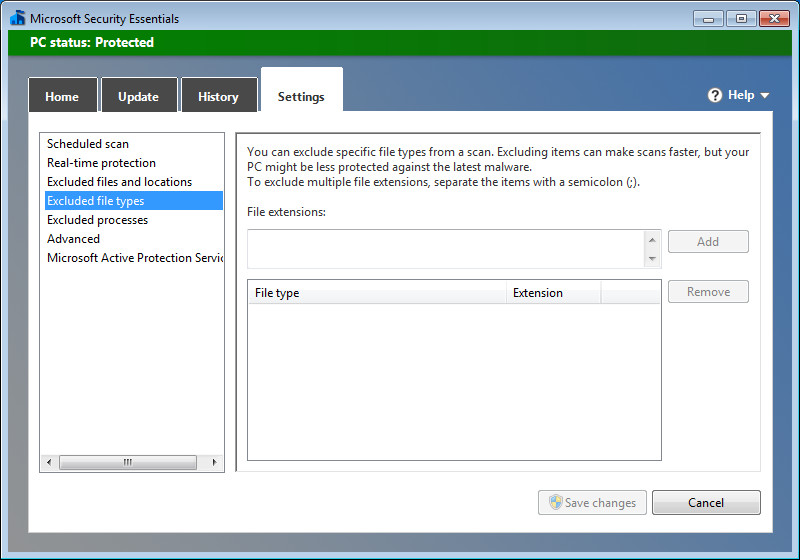 Microsoft Security Essentials
PC status: Protected
Home
Update
History
Settings
Help
Scheduled scan
Real-time protection
Excluded files and locations
Excluded file types
Excluded processes
Advanced
Microsoft Active Protection Servic
You can exclude specific file types from a scan. Excluding items can make scans faster, but your
PC might be less protected against the latest malware.
To exclude multiple file extensions, separate the items with a semicolon (;).
File extensions:
Add
File type
Extension
Remove
Save changes
Cancel